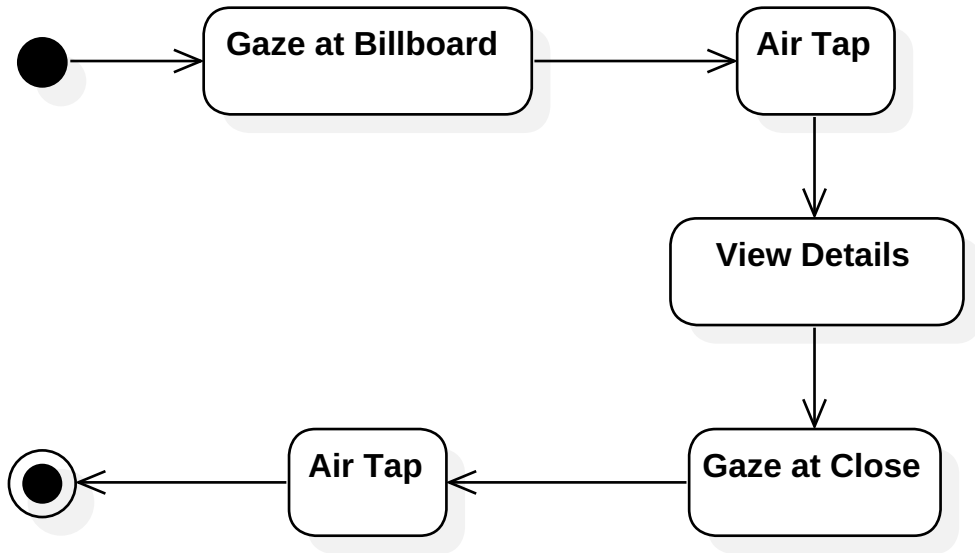 Gaze at Billboard
Air Tap
View Details
Gaze at Close
Air Tap